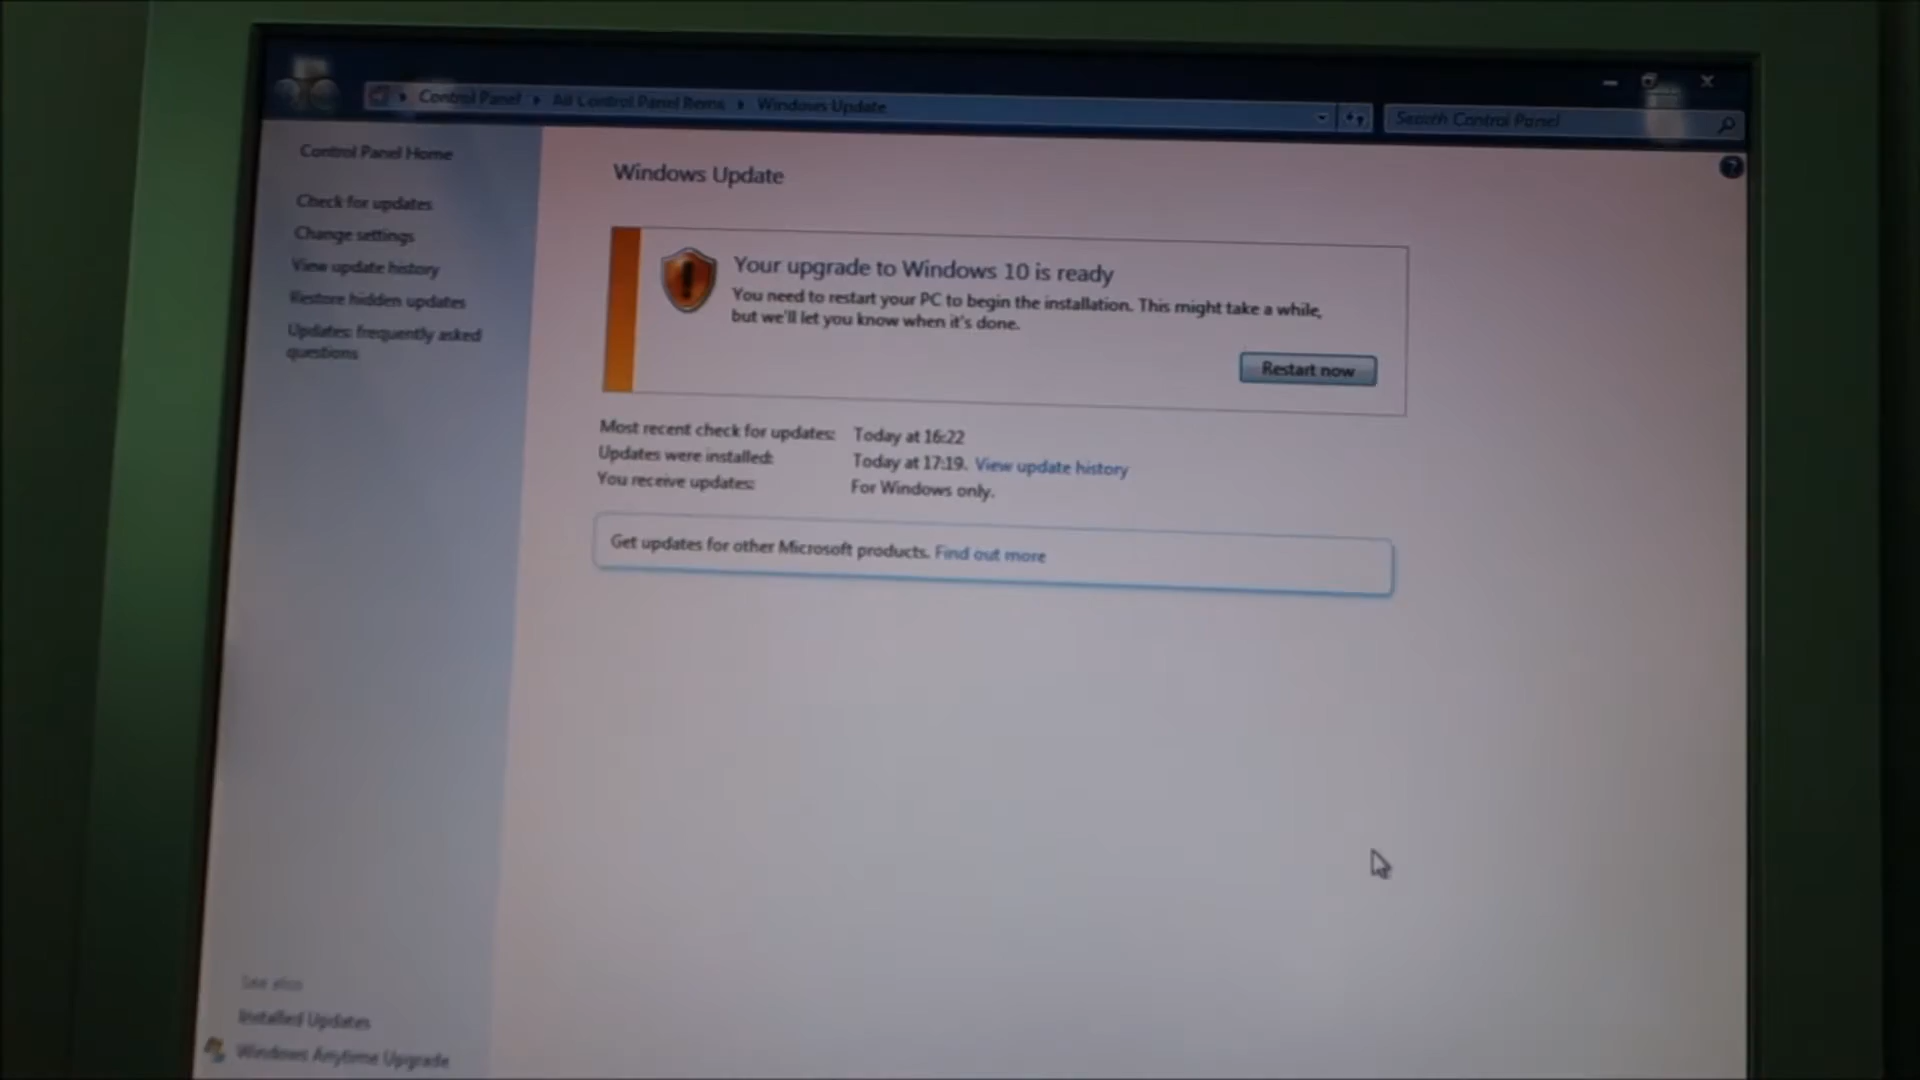 Control Panel ▸ All Control Panel Items ▸ Windows Update
Search Control Panel
Control Panel Home
Check for updates
Change settings
View update history
Restore hidden updates
Updates: frequently asked
questions
Windows Update
Your upgrade to Windows 10 is ready
You need to restart your PC to begin the installation. This might take a while,
but we'll let you know when it's done.
Restart now
Most recent check for updates: Today at 16:22
Updates were installed: Today at 17:19. View update history
You receive updates: For Windows only.
Get updates for other Microsoft products. Find out more
See also
Installed Updates
Windows Anytime Upgrade